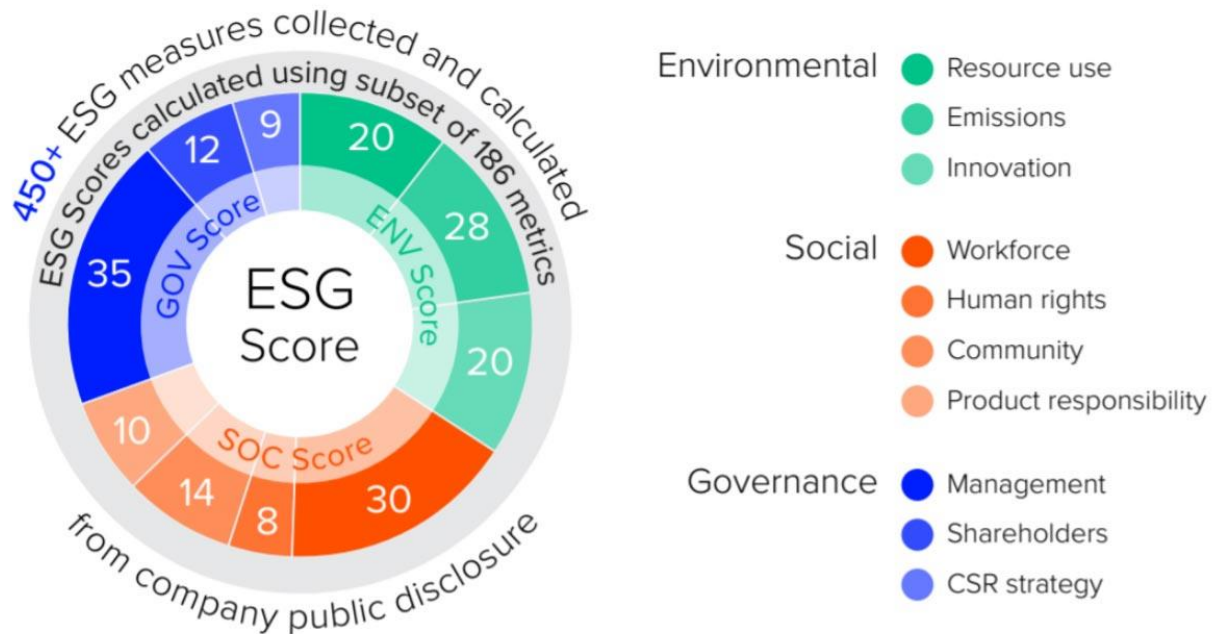 450+ ESG measures collected and calculated
ESG Scores calculated using subset of 186 metrics
from company public disclosure
ESG
Score
ENV Score
20
28
20
SOC Score
30
8
14
10
GOV Score
35
12
9
Environmental
Resource use
Emissions
Innovation
Social
Workforce
Human rights
Community
Product responsibility
Governance
Management
Shareholders
CSR strategy